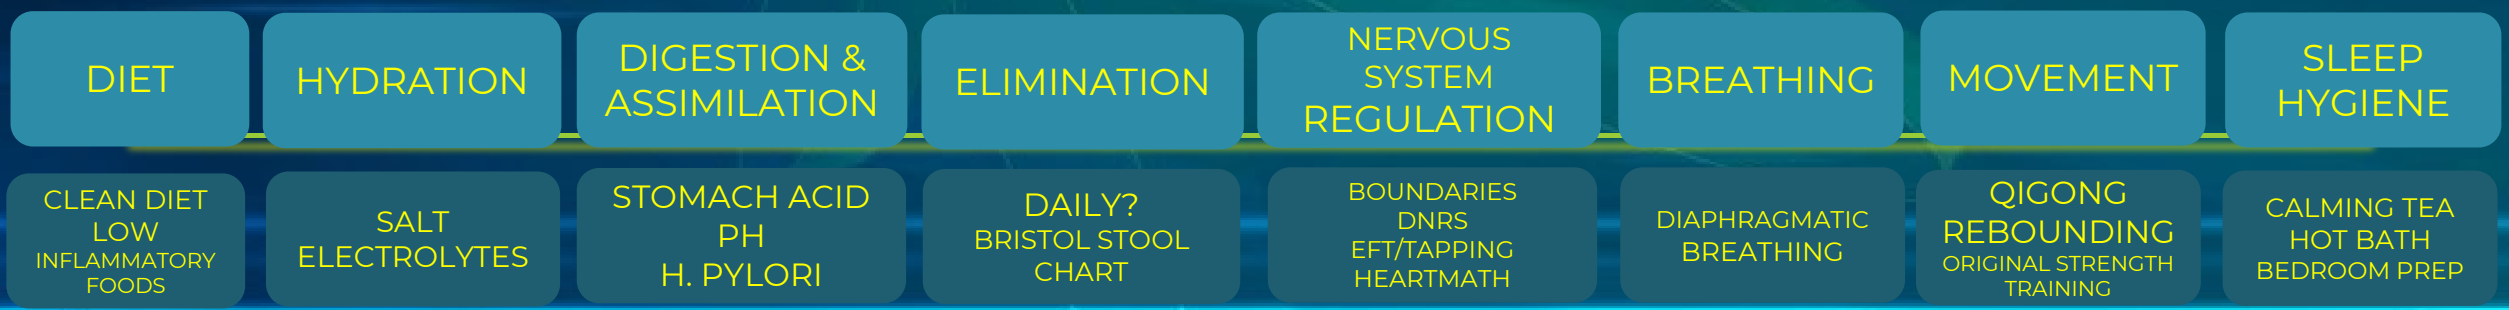 DIET
HYDRATION
DIGESTION &
ASSIMILATION
ELIMINATION
NERVOUS
SYSTEM
REGULATION
BREATHING
MOVEMENT
SLEEP
HYGIENE
CLEAN DIET
LOW
INFLAMMATORY
FOODS
SALT
ELECTROLYTES
STOMACH ACID
PH
H. PYLORI
DAILY?
BRISTOL STOOL
CHART
BOUNDARIES
DNRS
EFT/TAPPING
HEARTMATH
DIAPHRAGMATIC
BREATHING
QIGONG
REBOUNDING
ORIGINAL STRENGTH
TRAINING
CALMING TEA
HOT BATH
BEDROOM PREP